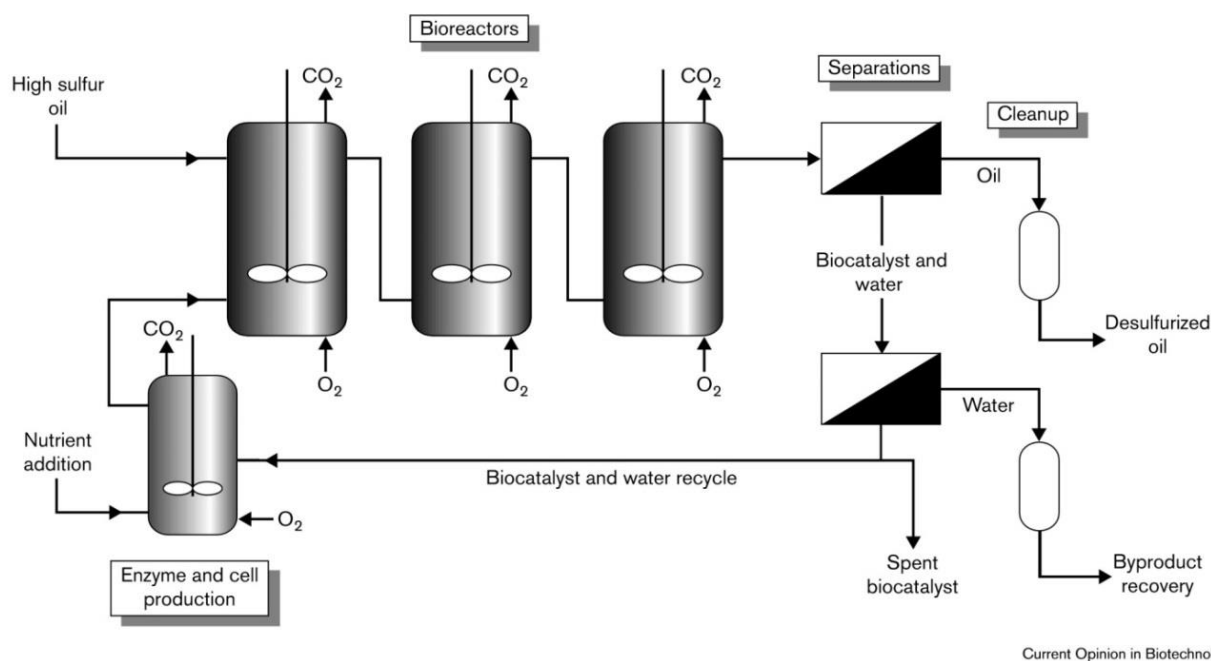 Bioreactors
CO₂
CO₂
CO₂
Separations
High sulfur
oil
Cleanup
Oil
Biocatalyst and
water
Desulfurized
oil
CO₂
O₂
O₂
O₂
Water
Nutrient
addition
Biocatalyst and water recycle
O₂
Enzyme and cell
production
Spent
biocatalyst
Byproduct
recovery
Current Opinion in Biotechno